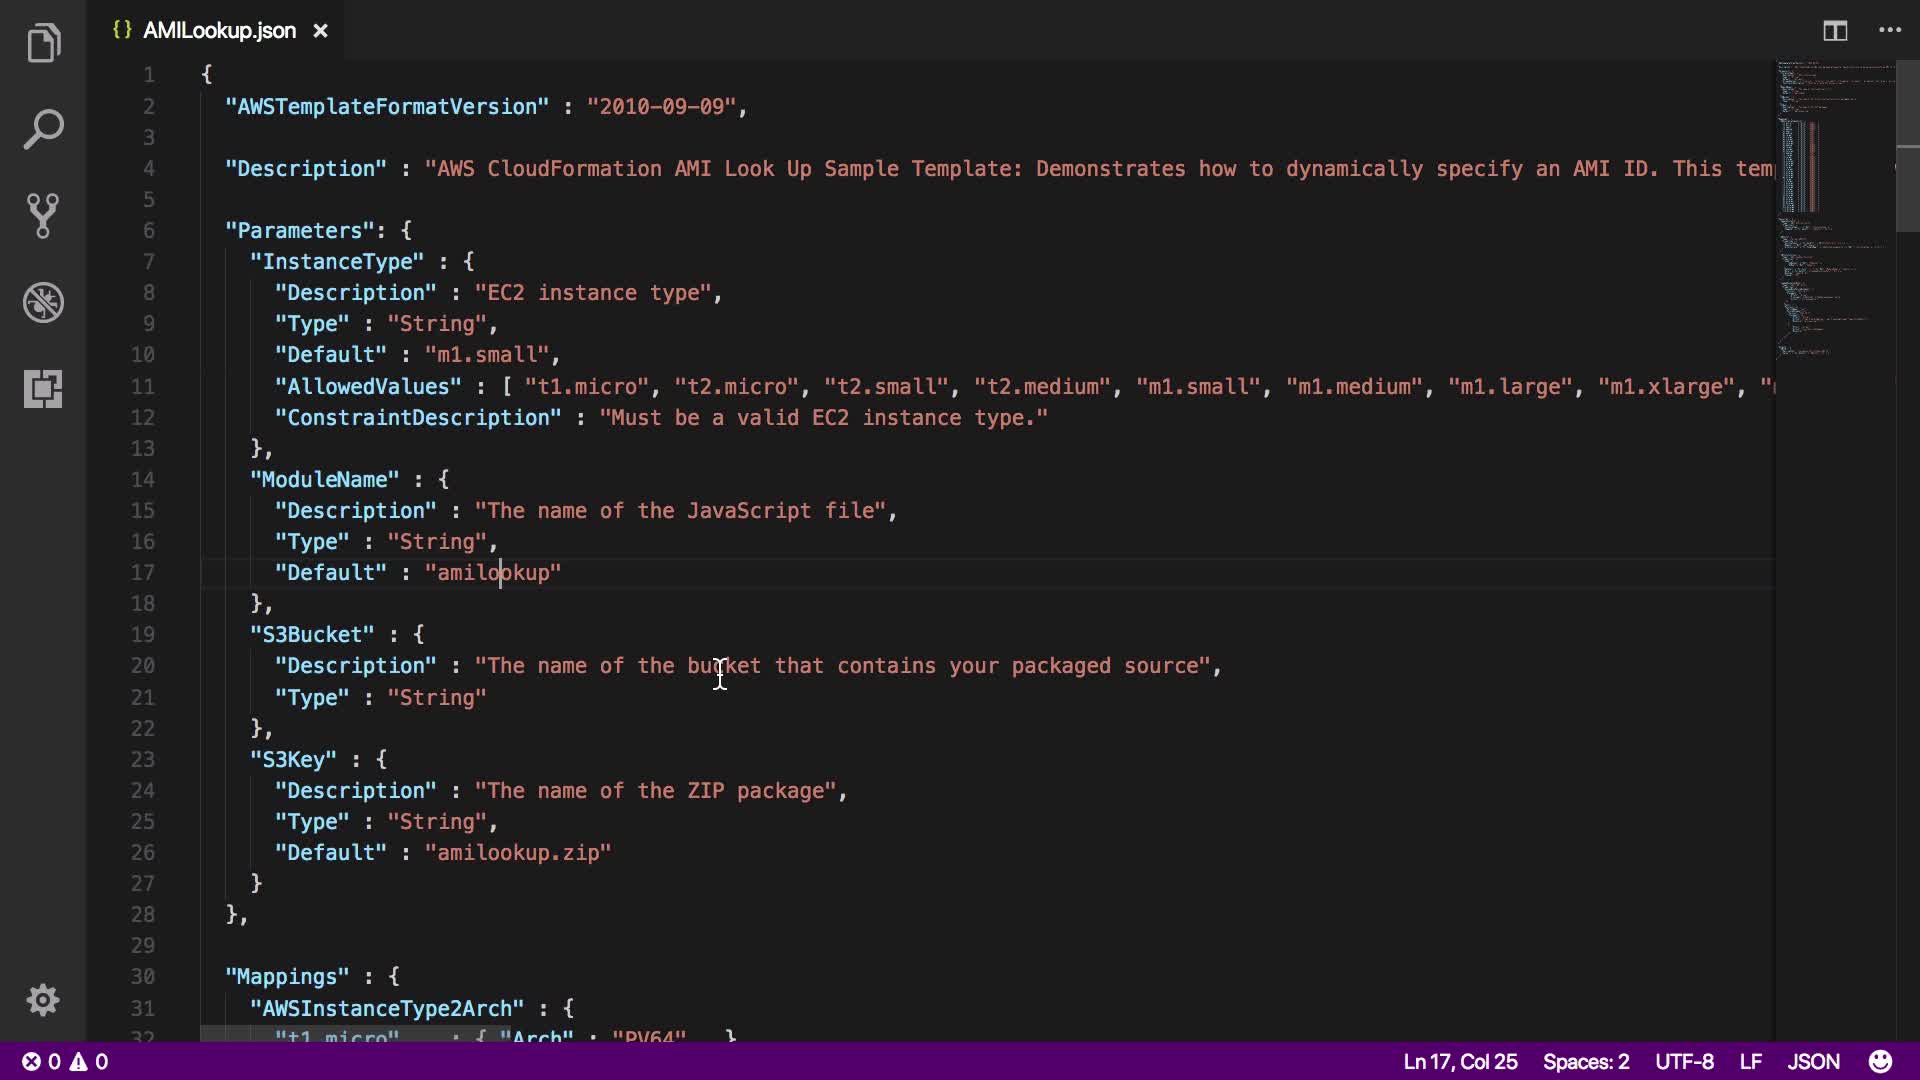 {} AMILookup.json ×
1 {
2 "AWSTemplateFormatVersion" : "2010-09-09",
3
4 "Description" : "AWS CloudFormation AMI Look Up Sample Template: Demonstrates how to dynamically specify an AMI ID. This tem
5
6 "Parameters": {
7 "InstanceType" : {
8 "Description" : "EC2 instance type",
9 "Type" : "String",
10 "Default" : "m1.small",
11 "AllowedValues" : [ "t1.micro", "t2.micro", "t2.small", "t2.medium", "m1.small", "m1.medium", "m1.large", "m1.xlarge", "
12 "ConstraintDescription" : "Must be a valid EC2 instance type."
13 },
14 "ModuleName" : {
15 "Description" : "The name of the JavaScript file",
16 "Type" : "String",
17 "Default" : "amilookup"
18 },
19 "S3Bucket" : {
20 "Description" : "The name of the bucket that contains your packaged source",
21 "Type" : "String"
22 },
23 "S3Key" : {
24 "Description" : "The name of the ZIP package",
25 "Type" : "String",
26 "Default" : "amilookup.zip"
27 }
28 },
29
30 "Mappings" : {
31 "AWSInstanceType2Arch" : {
32 "t1.micro" : { "Arch" : "PV64" }
0 0 Ln 17, Col 25 Spaces: 2 UTF-8 LF JSON